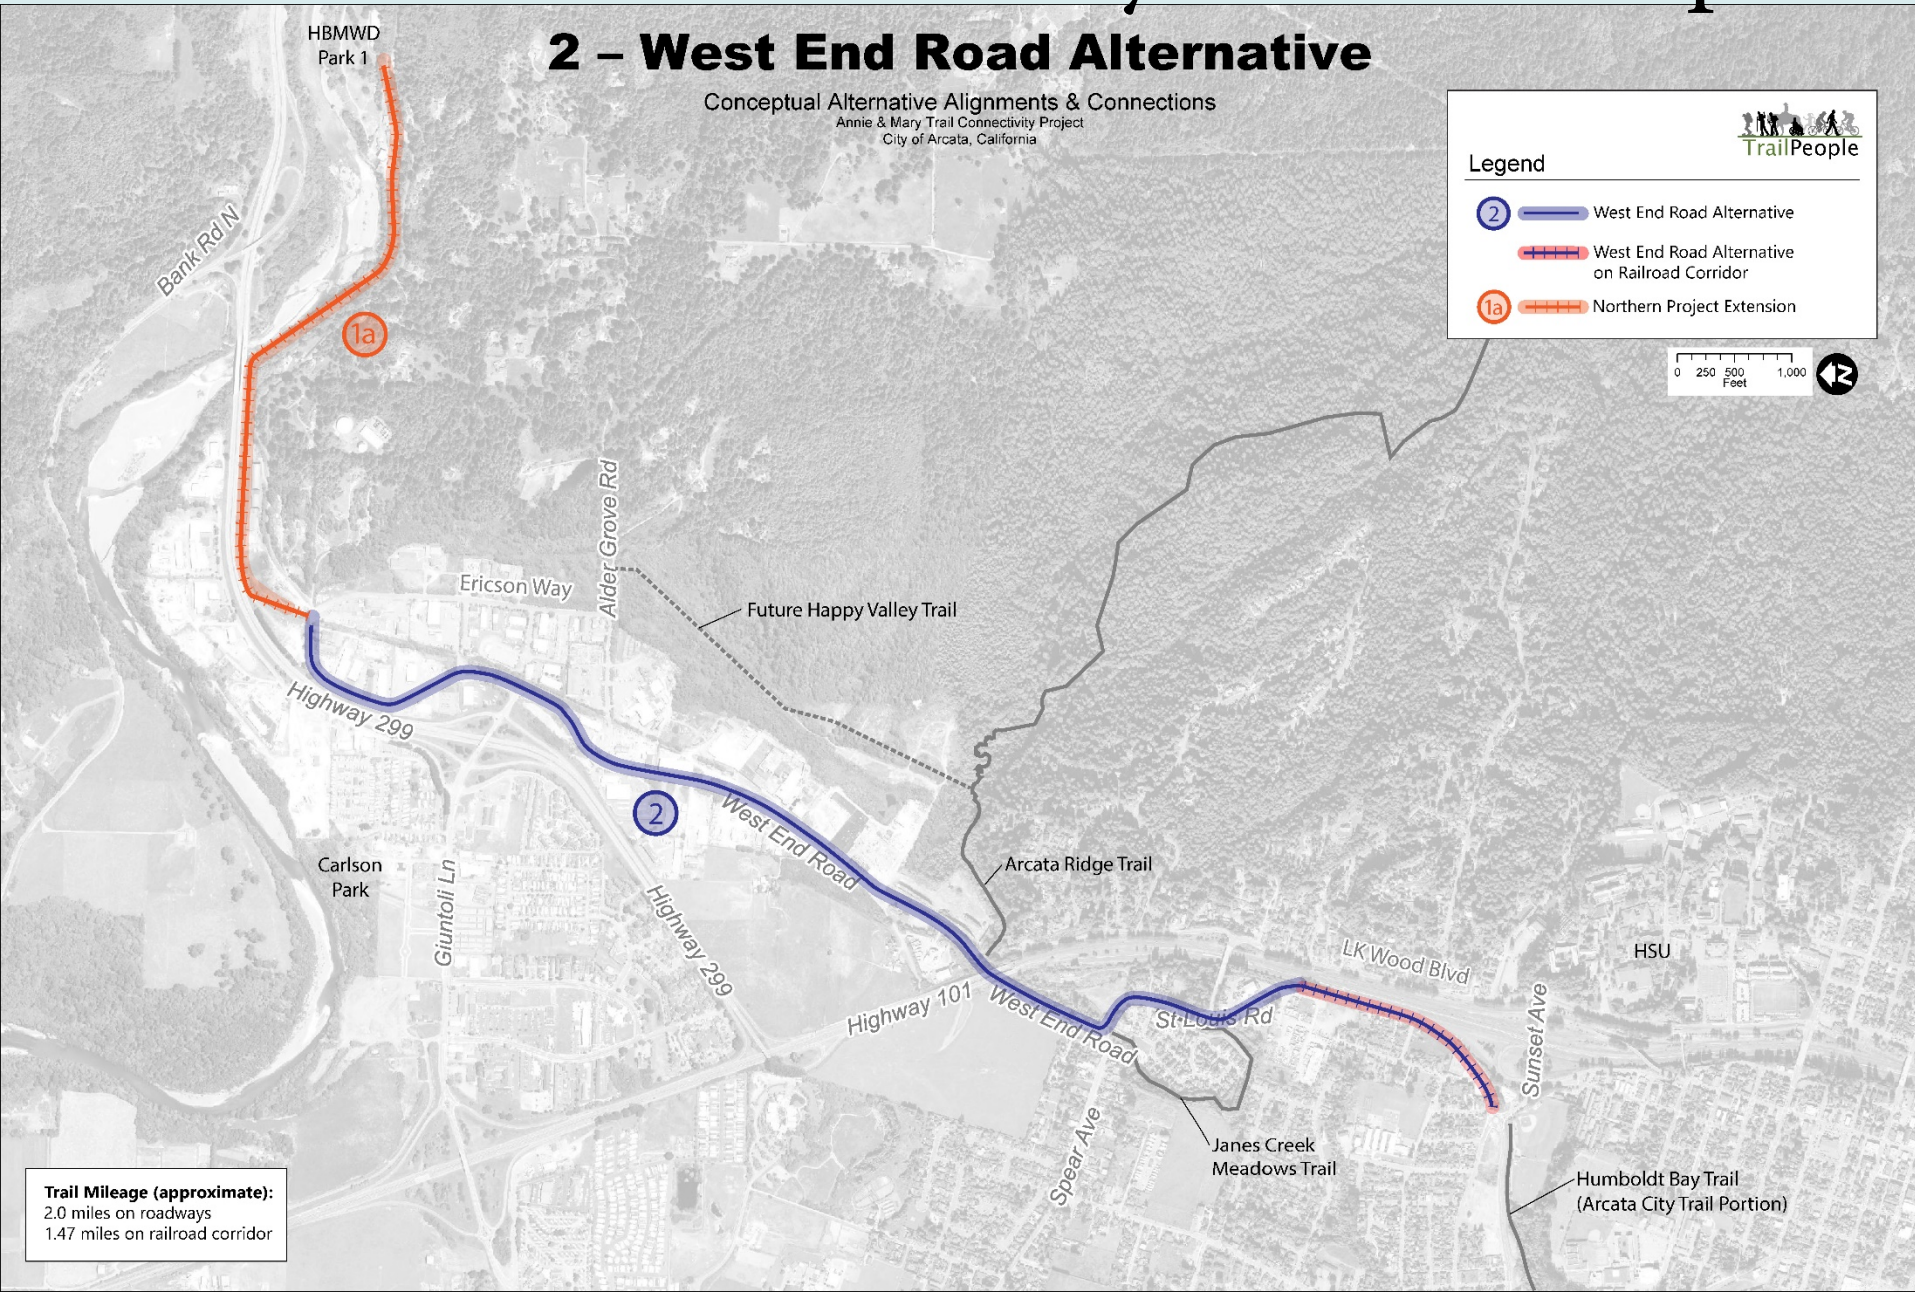 2 – West End Road Alternative
Conceptual Alternative Alignments & Connections
Annie & Mary Trail Connectivity Project
City of Arcata, California
HBMWD
Park 1
TrailPeople
Legend
2
West End Road Alternative
West End Road Alternative
on Railroad Corridor
1a
Northern Project Extension
0 250 500 1,000
Feet
N
Bank Rd N
1a
Alder Grove Rd
Ericson Way
Future Happy Valley Trail
Highway 299
2
West End Road
Carlson
Park
Giuntoli Ln
Highway 299
Arcata Ridge Trail
Highway 101
West End Road
St Louis Rd
LK Wood Blvd
HSU
Sunset Ave
Spear Ave
Janes Creek
Meadows Trail
Humboldt Bay Trail
(Arcata City Trail Portion)
Trail Mileage (approximate):
2.0 miles on roadways
1.47 miles on railroad corridor